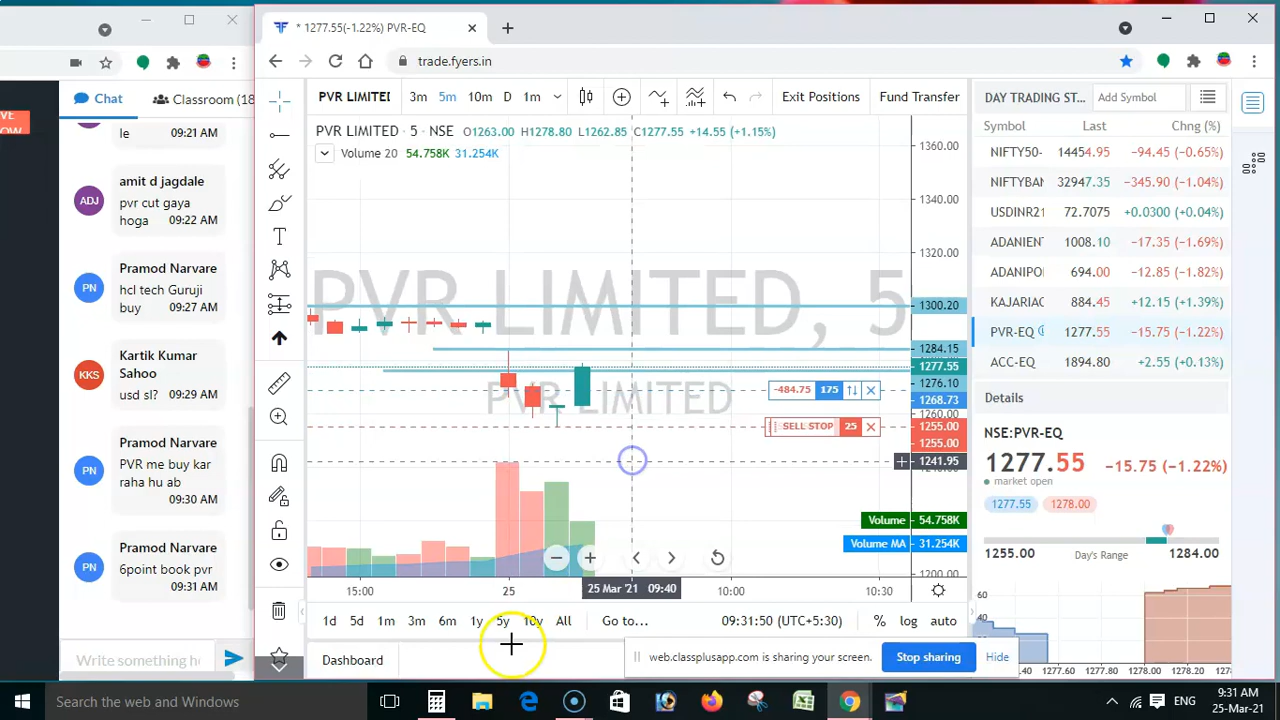 Chat
Classroom (18
le
09:21 AM
amit d jagdale
ADJ
pvr cut gaya
hoga
09:22 AM
Pramod Narvare
PN
hcl tech Guruji
buy
09:27 AM
Kartik Kumar
Sahoo
KKS
usd sl?
09:29 AM
Pramod Narvare
PN
PVR me buy kar
raha hu ab
09:30 AM
Pramod Narvare
PN
6point book pvr
09:31 AM
Write something he
* 1277.55(-1.22%) PVR-EQ
trade.fyers.in
PVR LIMITED 3m 5m 10m D 1m Exit Positions Fund Transfer
PVR LIMITED · 5 · NSE O1263.00 H1278.80 L1262.85 C1277.55 +14.55 (+1.15%)
Volume 20 54.758K 31.254K
PVR LIMITED, 5
PVR LIMITED
1360.00
1340.00
1320.00
1300.20
1284.15
1277.55
1276.10
1268.73
1260.00
1255.00
1255.00
1241.95
1200.00
-484.75 175
SELL STOP 25
Volume 54.758K
Volume MA 31.254K
15:00 25 25 Mar '21 09:40 10:00 10:30
1d 5d 1m 3m 6m 1y 5y 10y All Go to... 09:31:50 (UTC+5:30) % log auto
Dashboard
web.classplusapp.com is sharing your screen. Stop sharing Hide
DAY TRADING ST... Add Symbol
Symbol Last Chng (%)
NIFTY50- 14454.95 -94.45 (-0.65%)
NIFTYBAN 32947.35 -345.90 (-1.04%)
USDINR21 72.7075 +0.0300 (+0.04%)
ADANIENT 1008.10 -17.35 (-1.69%)
ADANIPO 694.00 -12.85 (-1.82%)
KAJARIAC 884.45 +12.15 (+1.39%)
PVR-EQ 1277.55 -15.75 (-1.22%)
ACC-EQ 1894.80 +2.55 (+0.13%)
Details
NSE:PVR-EQ
1277.55 -15.75 (-1.22%)
market open
1277.55 1278.00
1255.00 Day's Range 1284.00
60
40
20
1277.60 1277.80 1278.00 1278.20
Search Windows
ENG
9:31 AM
25-Mar-21